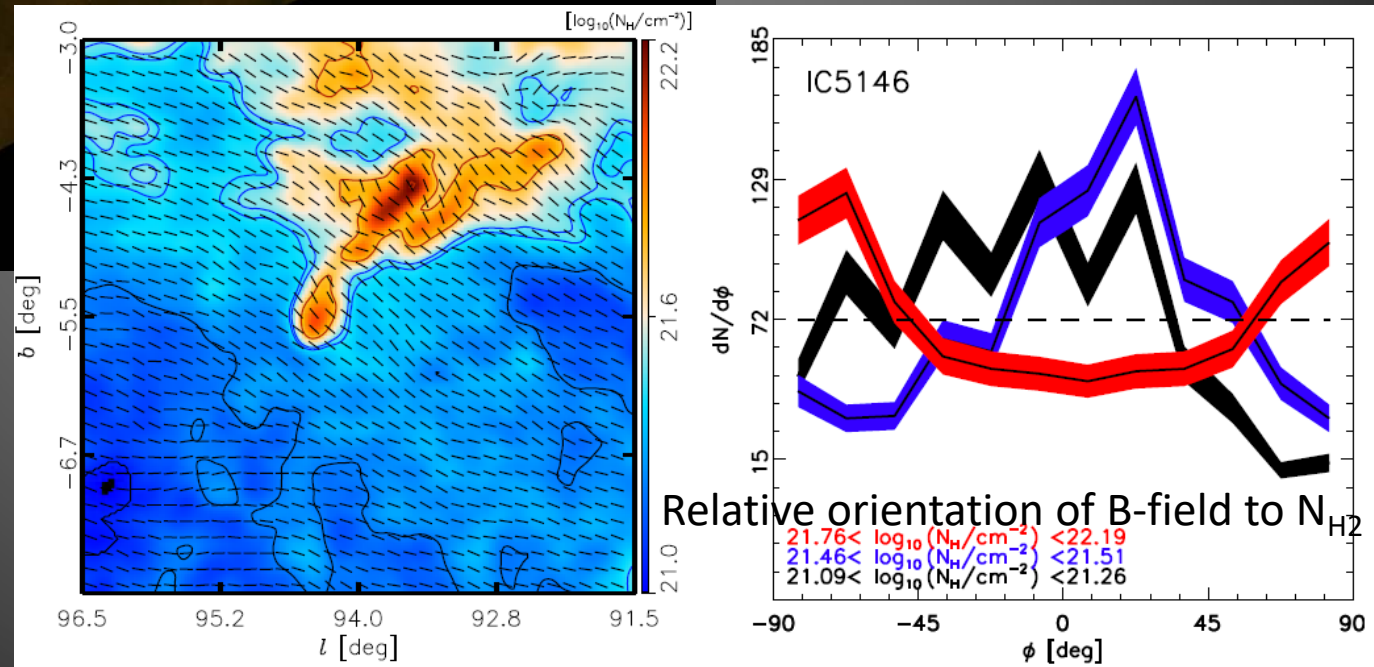 [log₁₀(N_H/cm⁻²)]
-3.0
-4.3
-5.5
-6.7
b [deg]
96.5 95.2 94.0 92.8 91.5
l [deg]
22.2
21.6
21.0
IC5146
185
129
72
15
dN/dφ
Relative orientation of B-field to N_H2
21.76< log₁₀(N_H/cm⁻²) <22.19
21.46< log₁₀(N_H/cm⁻²) <21.51
21.09< log₁₀(N_H/cm⁻²) <21.26
-90 -45 0 45 90
φ [deg]